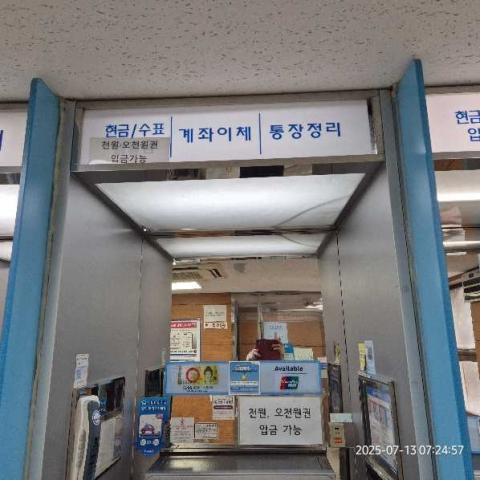 현금/수표
계좌이체
통장정리
천원·오천원권
입금가능
현금
입
Available
천원, 오천원권
입금 가능
2025-07-13 07:24:57